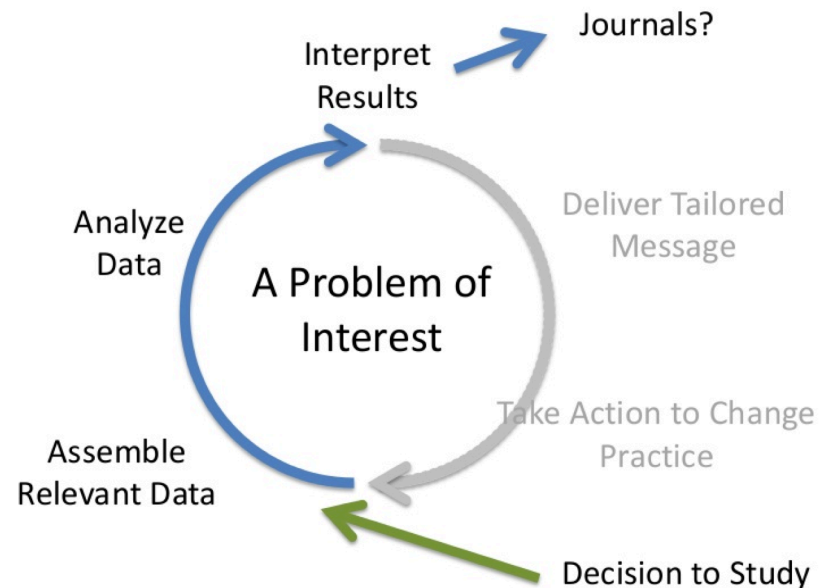 Journals?
Interpret
Results
Deliver Tailored
Message
Analyze
Data
A Problem of
Interest
Take Action to Change
Practice
Assemble
Relevant Data
Decision to Study